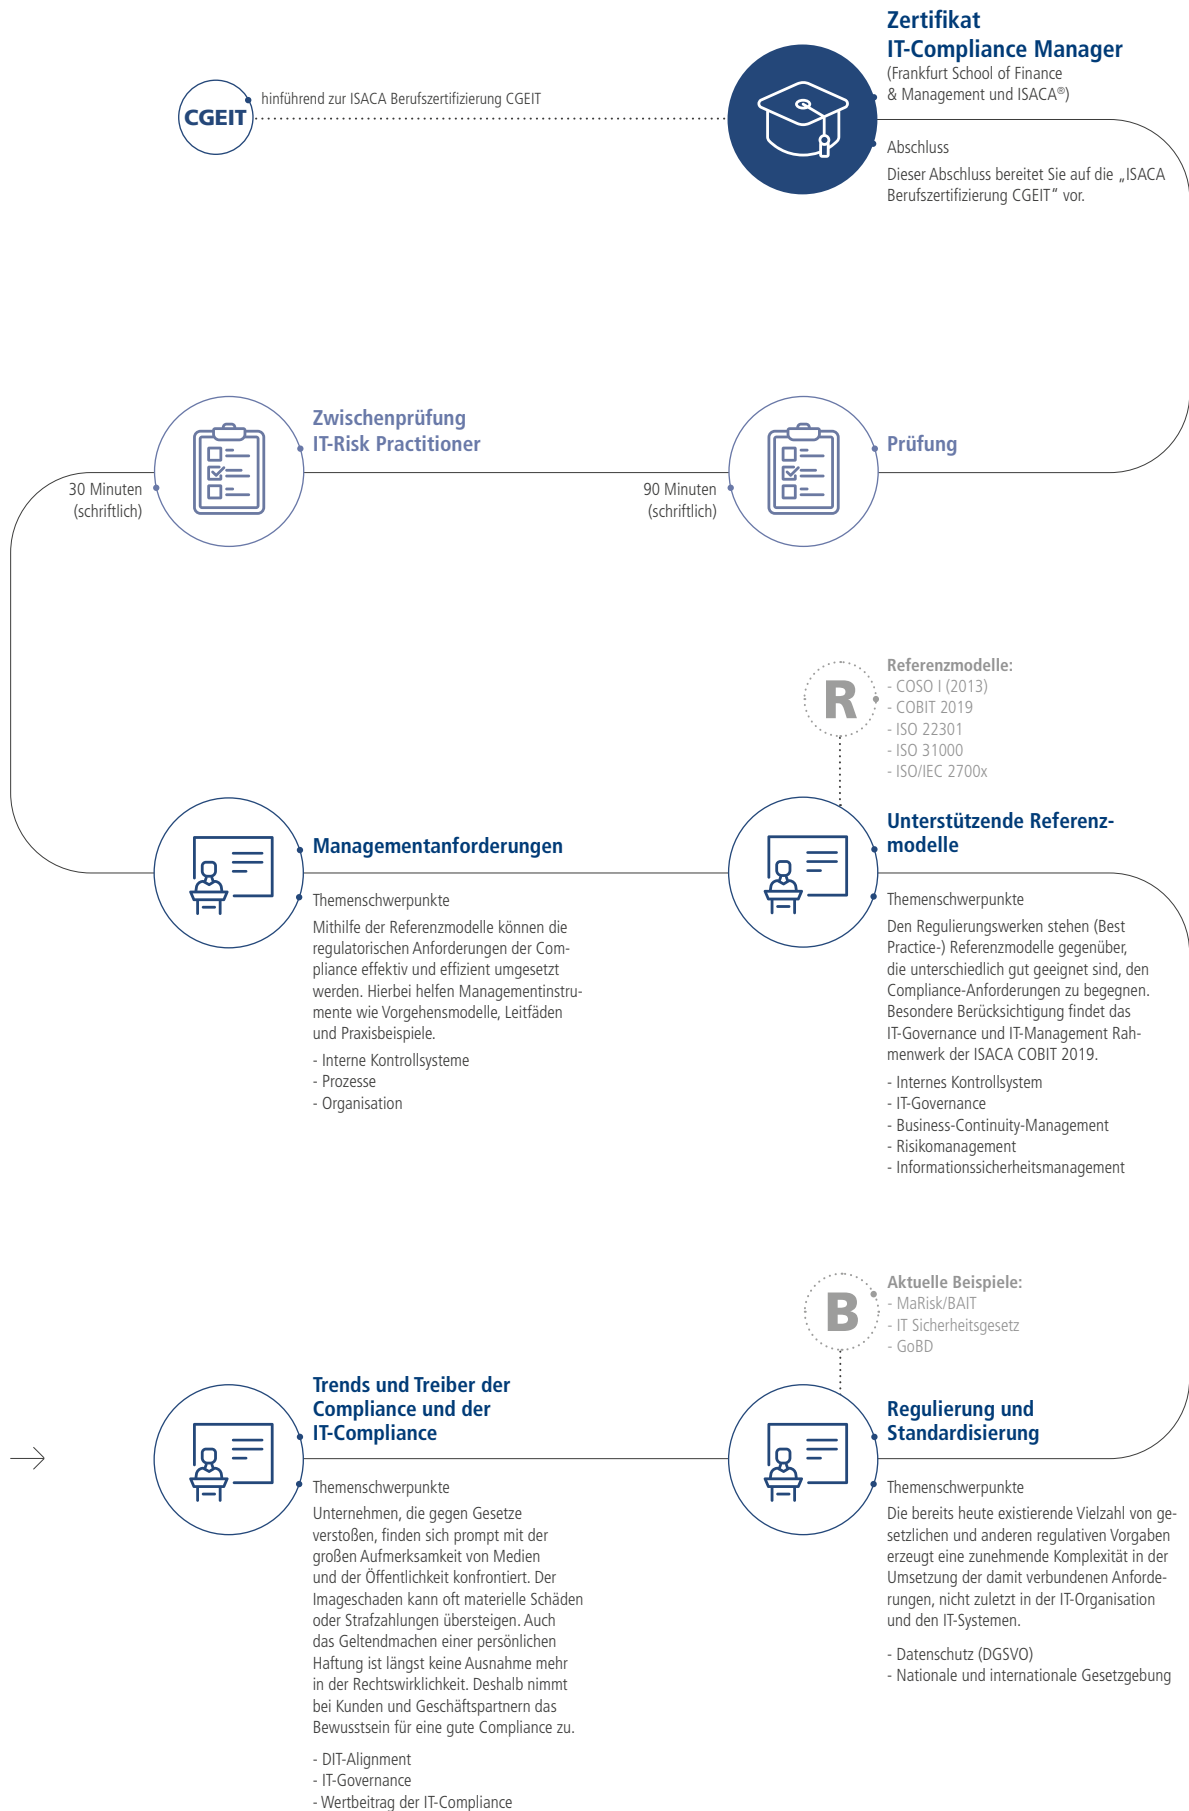 Zertifikat
IT-Compliance Manager
(Frankfurt School of Finance
& Management und ISACA®)
CGEIT
hinführend zur ISACA Berufszertifizierung CGEIT
Abschluss
Dieser Abschluss bereitet Sie auf die „ISACA
Berufszertifizierung CGEIT“ vor.
Zwischenprüfung
IT-Risk Practitioner
30 Minuten
(schriftlich)
Prüfung
90 Minuten
(schriftlich)
R
Referenzmodelle:
- COSO I (2013)
- COBIT 2019
- ISO 22301
- ISO 31000
- ISO/IEC 2700x
Managementanforderungen
Themenschwerpunkte
Mithilfe der Referenzmodelle können die
regulatorischen Anforderungen der Com-
pliance effektiv und effizient umgesetzt
werden. Hierbei helfen Managementinstru-
mente wie Vorgehensmodelle, Leitfäden
und Praxisbeispiele.
- Interne Kontrollsysteme
- Prozesse
- Organisation
Unterstützende Referenz-
modelle
Themenschwerpunkte
Den Regulierungswerken stehen (Best
Practice-) Referenzmodelle gegenüber,
die unterschiedlich gut geeignet sind, den
Compliance-Anforderungen zu begegnen.
Besondere Berücksichtigung findet das
IT-Governance und IT-Management Rah-
menwerk der ISACA COBIT 2019.
- Internes Kontrollsystem
- IT-Governance
- Business-Continuity-Management
- Risikomanagement
- Informationssicherheitsmanagement
B
Aktuelle Beispiele:
- MaRisk/BAIT
- IT Sicherheitsgesetz
- GoBD
Trends und Treiber der
Compliance und der
IT-Compliance
Themenschwerpunkte
Unternehmen, die gegen Gesetze
verstoßen, finden sich prompt mit der
großen Aufmerksamkeit von Medien
und der Öffentlichkeit konfrontiert. Der
Imageschaden kann oft materielle Schäden
oder Strafzahlungen übersteigen. Auch
das Geltendmachen einer persönlichen
Haftung ist längst keine Ausnahme mehr
in der Rechtswirklichkeit. Deshalb nimmt
bei Kunden und Geschäftspartnern das
Bewusstsein für eine gute Compliance zu.
- DIT-Alignment
- IT-Governance
- Wertbeitrag der IT-Compliance
Regulierung und
Standardisierung
Themenschwerpunkte
Die bereits heute existierende Vielzahl von ge-
setzlichen und anderen regulativen Vorgaben
erzeugt eine zunehmende Komplexität in der
Umsetzung der damit verbundenen Anforde-
rungen, nicht zuletzt in der IT-Organisation
und den IT-Systemen.
- Datenschutz (DGSVO)
- Nationale und internationale Gesetzgebung